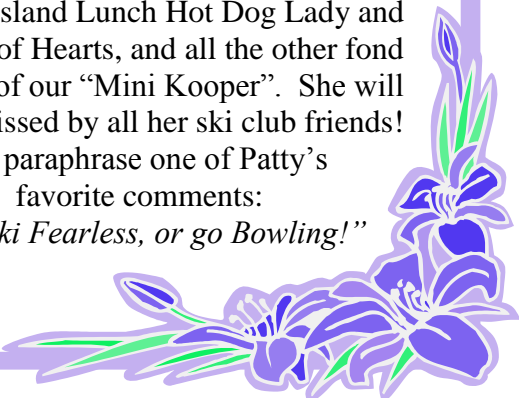 sland Lunch Hot Dog Lady and
of Hearts, and all the other fond
of our “Mini Kooper”. She will
issed by all her ski club friends!
paraphrase one of Patty’s
favorite comments:
ki Fearless, or go Bowling!”